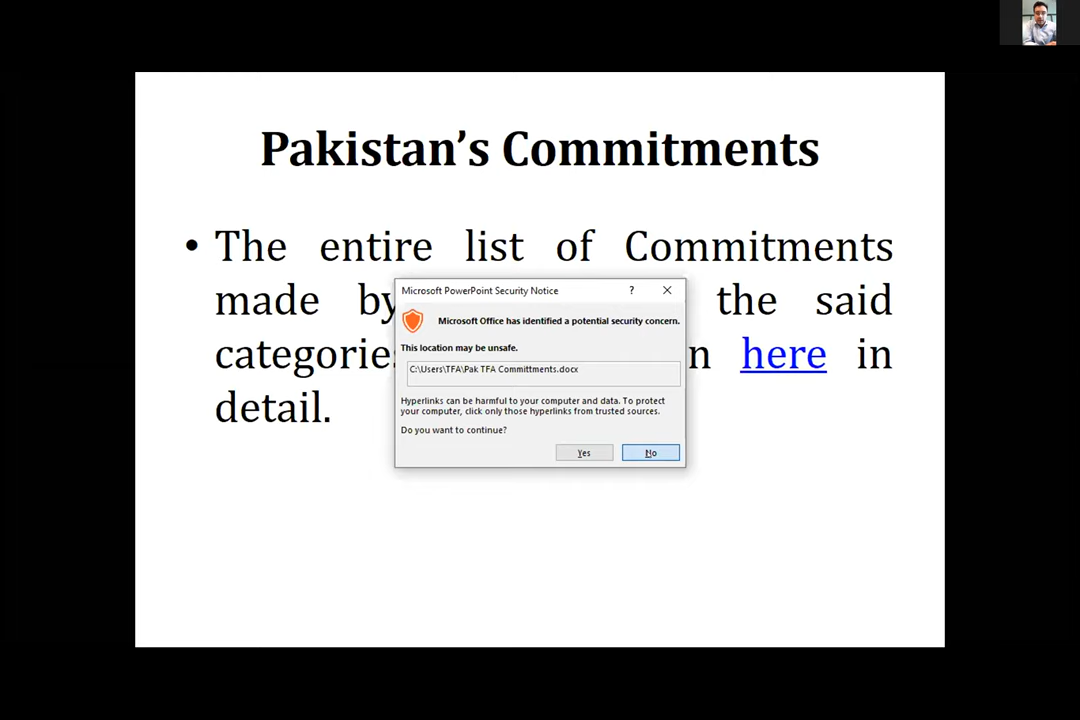 Pakistan’s Commitments
• The entire list of Commitments
made by the said
categories n here in
detail.
Microsoft PowerPoint Security Notice
?
Microsoft Office has identified a potential security concern.
This location may be unsafe.
C:\Users\TFA\Pak TFA Committments.docx
Hyperlinks can be harmful to your computer and data. To protect
your computer, click only those hyperlinks from trusted sources.
Do you want to continue?
Yes No